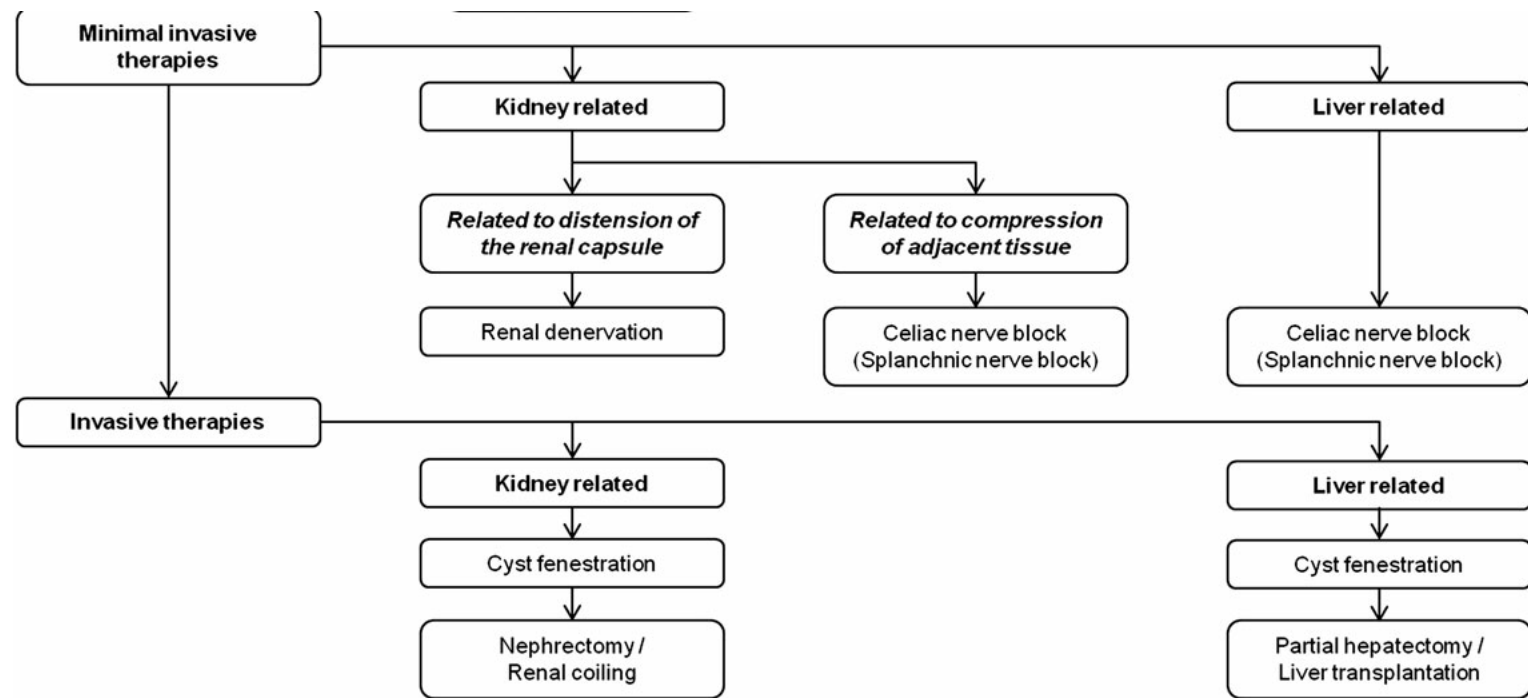 Minimal invasive
therapies
Kidney related
Liver related
Related to distension of
the renal capsule
Related to compression
of adjacent tissue
Renal denervation
Celiac nerve block
(Splanchnic nerve block)
Celiac nerve block
(Splanchnic nerve block)
Invasive therapies
Kidney related
Liver related
Cyst fenestration
Cyst fenestration
Nephrectomy /
Renal coiling
Partial hepatectomy /
Liver transplantation